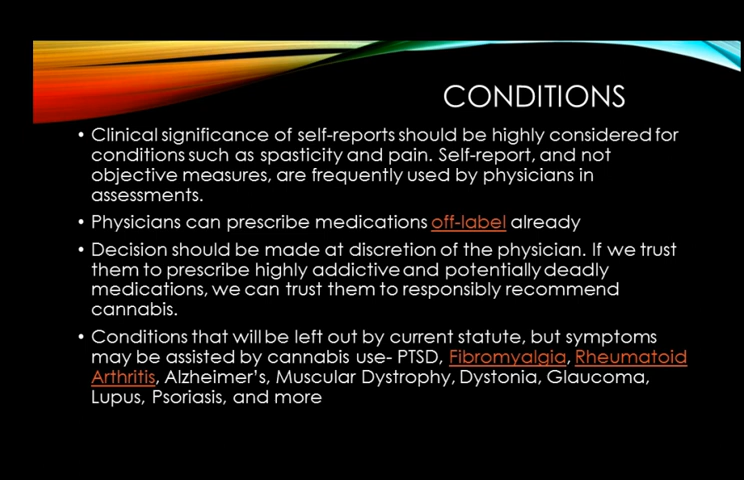 CONDITIONS
• Clinical significance of self-reports should be highly considered for
conditions such as spasticity and pain. Self-report, and not
objective measures, are frequently used by physicians in
assessments.
• Physicians can prescribe medications off-label already
• Decision should be made at discretion of the physician. If we trust
them to prescribe highly addictive and potentially deadly
medications, we can trust them to responsibly recommend
cannabis.
• Conditions that will be left out by current statute, but symptoms
may be assisted by cannabis use- PTSD, Fibromyalgia, Rheumatoid
Arthritis, Alzheimer's, Muscular Dystrophy, Dystonia, Glaucoma,
Lupus, Psoriasis, and more